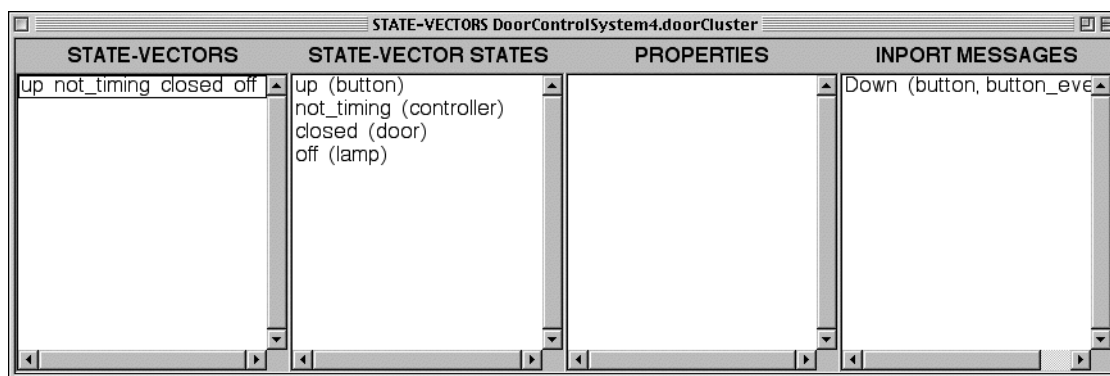 STATE-VECTORS DoorControlSystem4.doorCluster
STATE-VECTORS
STATE-VECTOR STATES
PROPERTIES
INPORT MESSAGES
up not_timing closed off
up (button)
not_timing (controller)
closed (door)
off (lamp)
Down (button, button_eve